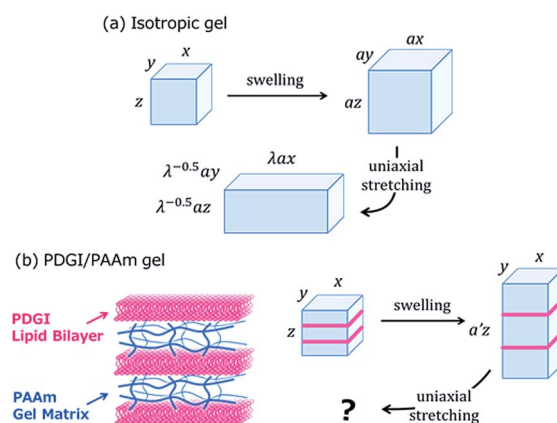 (a) Isotropic gel
x
y
z
swelling
ax
ay
az
uniaxial
stretching
λax
λ⁻⁰·⁵ay
λ⁻⁰·⁵az
(b) PDGI/PAAm gel
PDGI
Lipid Bilayer
PAAm
Gel Matrix
x
y
z
swelling
x
y
a'z
uniaxial
stretching
?